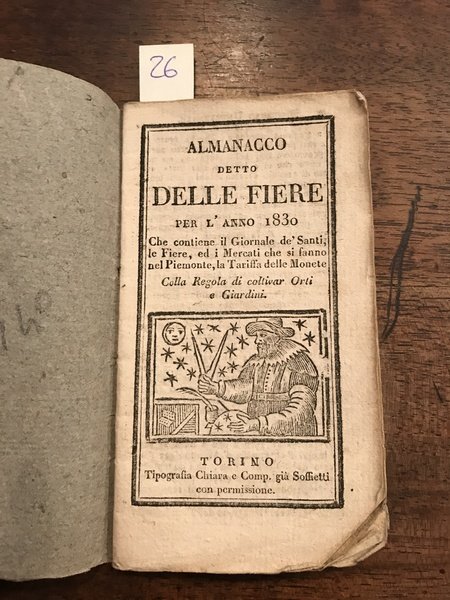 26
ALMANACCO
DETTO
DELLE FIERE
PER L'ANNO 1830
Che contiene il Giornale de' Santi,
le Fiere, ed i Mercati che si fanno
nel Piemonte, la Tariffa delle Monete
Colla Regola di coltivar Orti
e Giardini.
TORINO
Tipografia Chiara e Comp. già Soffietti
con permissione.